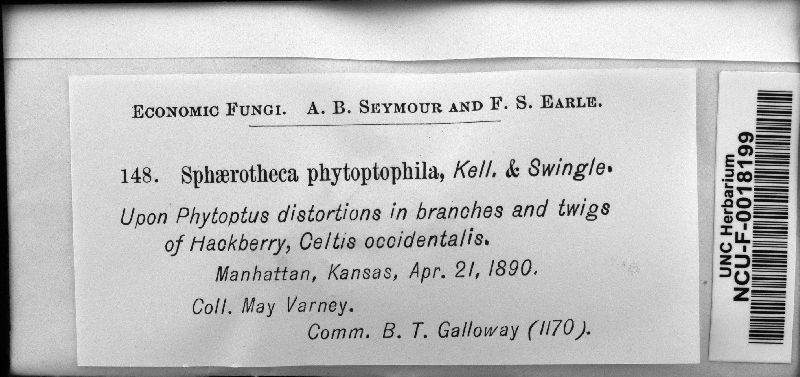 ECONOMIC FUNGI. A. B. SEYMOUR AND F. S. EARLE.
148. Sphærotheca phytoptophila, Kell. & Swingle.
Upon Phytoptus distortions in branches and twigs
of Hackberry, Celtis occidentalis.
Manhattan, Kansas, Apr. 21, 1890.
Coll. May Varney.
Comm. B. T. Galloway (1170).
UNC Herbarium
NCU-F-0018199